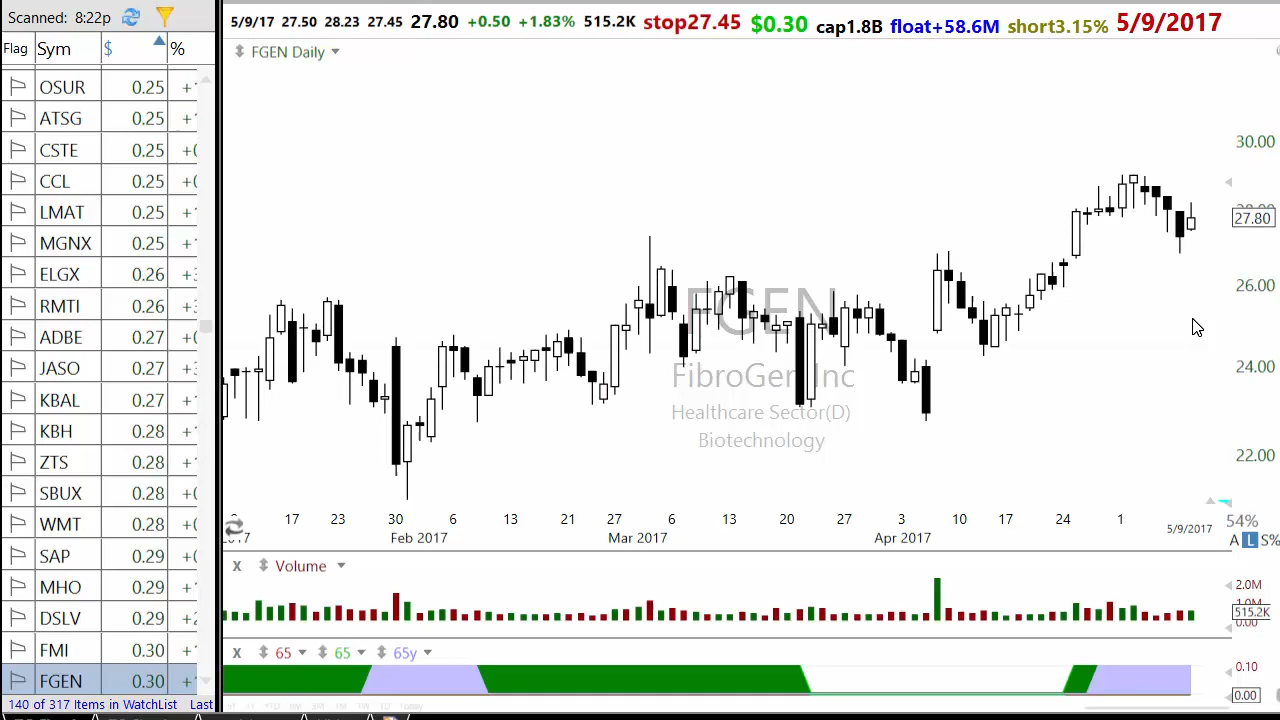 Scanned: 8:22p
5/9/17 27.50 28.23 27.45 27.80 +0.50 +1.83% 515.2K stop27.45 $0.30 cap1.8B float+58.6M short3.15% 5/9/2017
Flag Sym $ %
FGEN Daily
OSUR 0.25
ATSG 0.25
CSTE 0.25
CCL 0.25
LMAT 0.25
MGNX 0.25
ELGX 0.26
RMTI 0.26
ADBE 0.27
JASO 0.27
KBAL 0.27
KBH 0.28
ZTS 0.28
SBUX 0.28
WMT 0.28
SAP 0.29
MHO 0.29
DSLV 0.29
FMI 0.30
FGEN 0.30
140 of 317 Items in WatchList Last
30.00
27.80
26.00
24.00
22.00
FGEN
FibroGen Inc
Healthcare Sector(D)
Biotechnology
17 23 30 6 13 21 27 6 13 20 27 3 10 17 24 1 5/9/2017
Feb 2017 Mar 2017 Apr 2017
54%
A L S%
X Volume
2.0M
515.2K
X 65 65 65y
0.10
0.00